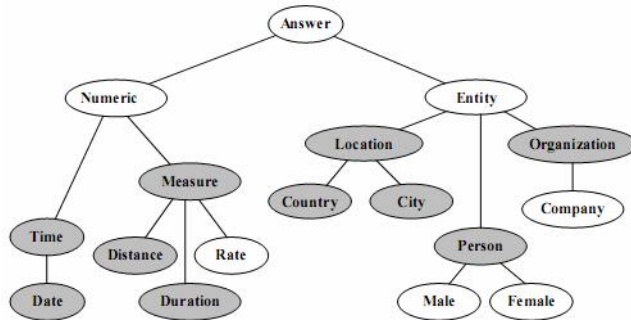 Answer
Numeric
Entity
Location
Organization
Measure
Country
City
Company
Time
Distance
Rate
Person
Date
Duration
Male
Female